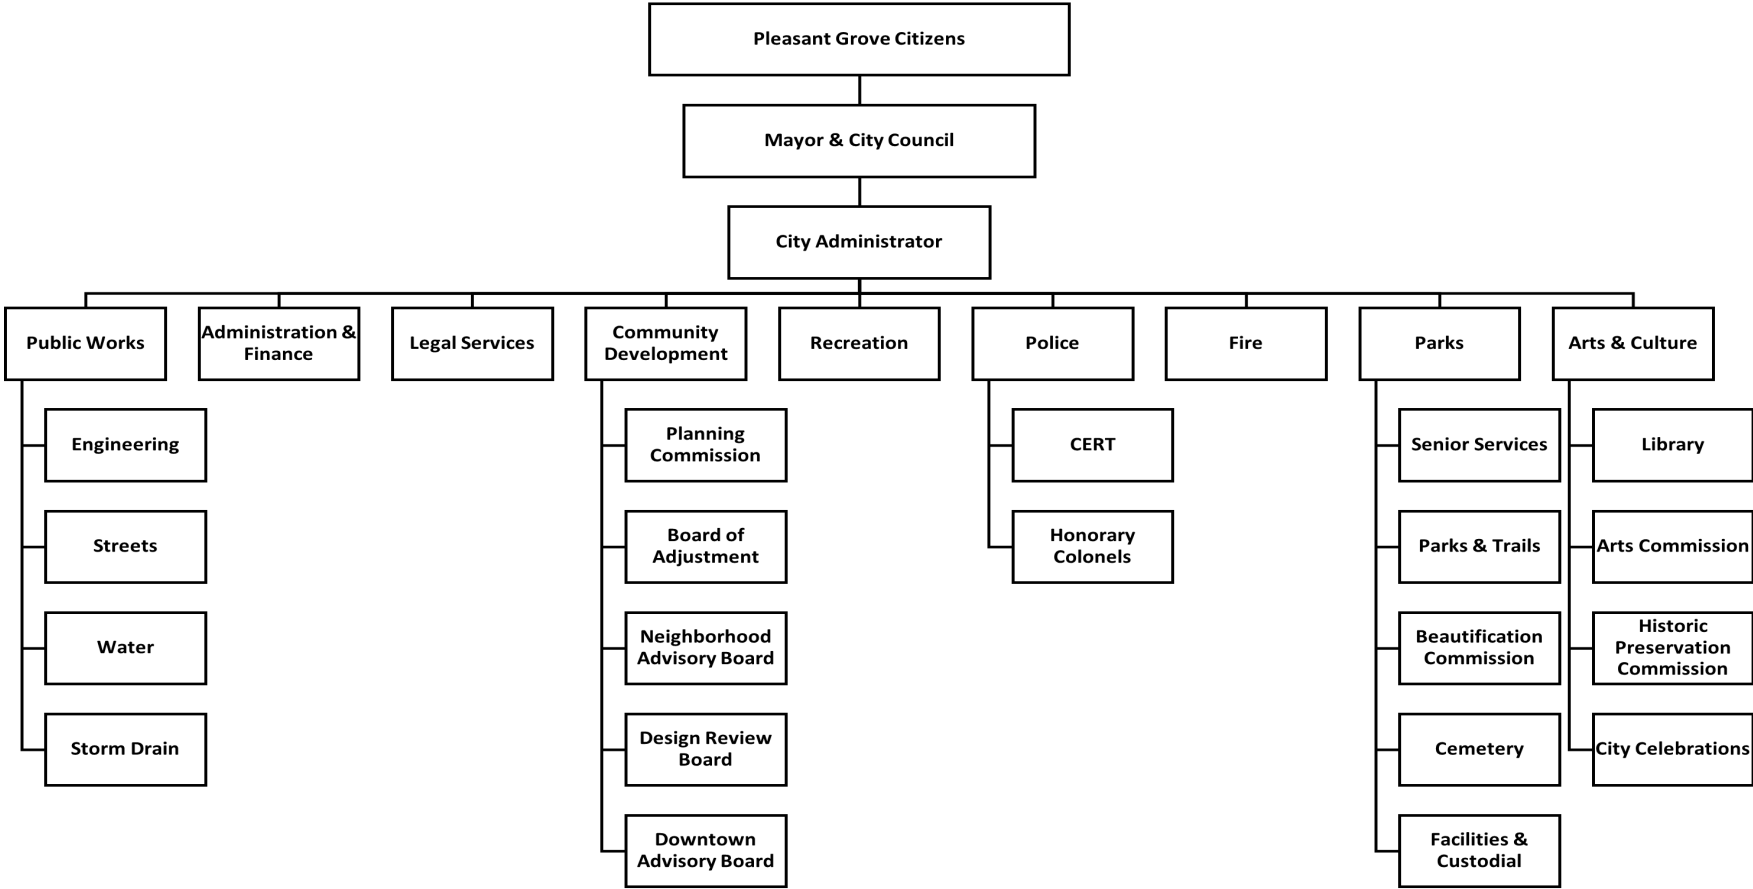 Pleasant Grove Citizens
Mayor & City Council
City Administrator
Public Works
Administration &
Finance
Legal Services
Community
Development
Recreation
Police
Fire
Parks
Arts & Culture
Engineering
Streets
Water
Storm Drain
Planning
Commission
Board of
Adjustment
Neighborhood
Advisory Board
Design Review
Board
Downtown
Advisory Board
CERT
Honorary
Colonels
Senior Services
Parks & Trails
Beautification
Commission
Cemetery
Facilities &
Custodial
Library
Arts Commission
Historic
Preservation
Commission
City Celebrations